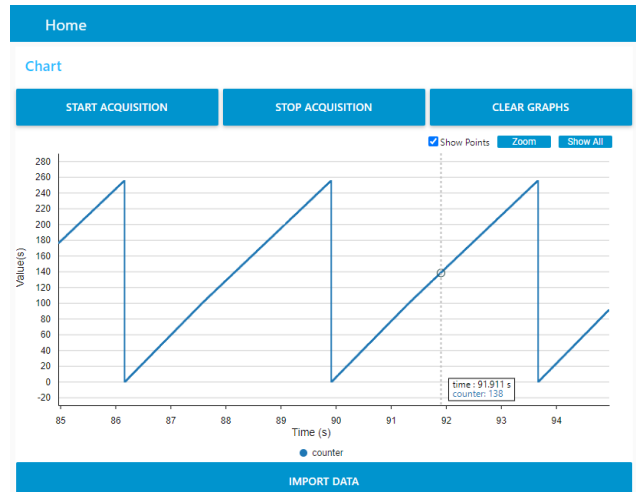 Home
Chart
START ACQUISITION STOP ACQUISITION CLEAR GRAPHS
Show Points Zoom Show All
280
260
240
220
200
180
160
140
120
100
80
60
40
20
0
-20
Value(s)
time : 91.911 s
counter: 138
85 86 87 88 89 90 91 92 93 94
Time (s)
counter
IMPORT DATA